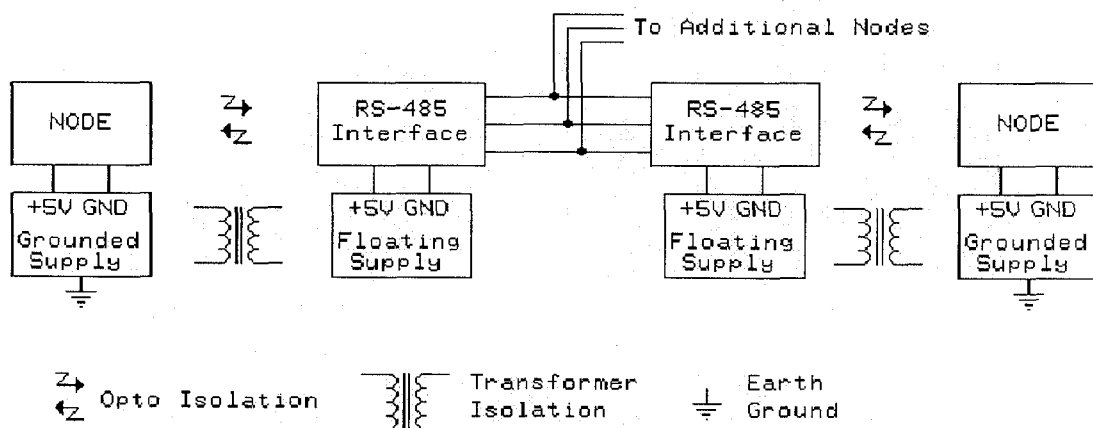 To Additional Nodes
NODE
RS-485
Interface
RS-485
Interface
NODE
+5V GND
Grounded
Supply
+5V GND
Floating
Supply
+5V GND
Floating
Supply
+5V GND
Grounded
Supply
Opto Isolation
Transformer
Isolation
Earth
Ground